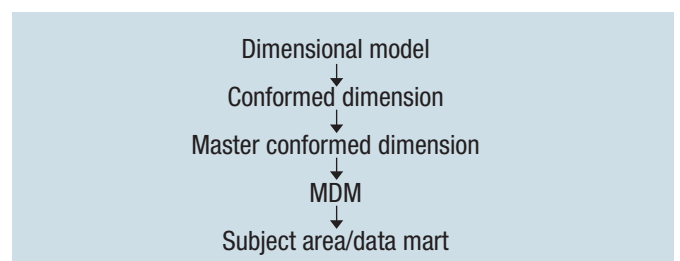 Dimensional model
Conformed dimension
Master conformed dimension
MDM
Subject area/data mart